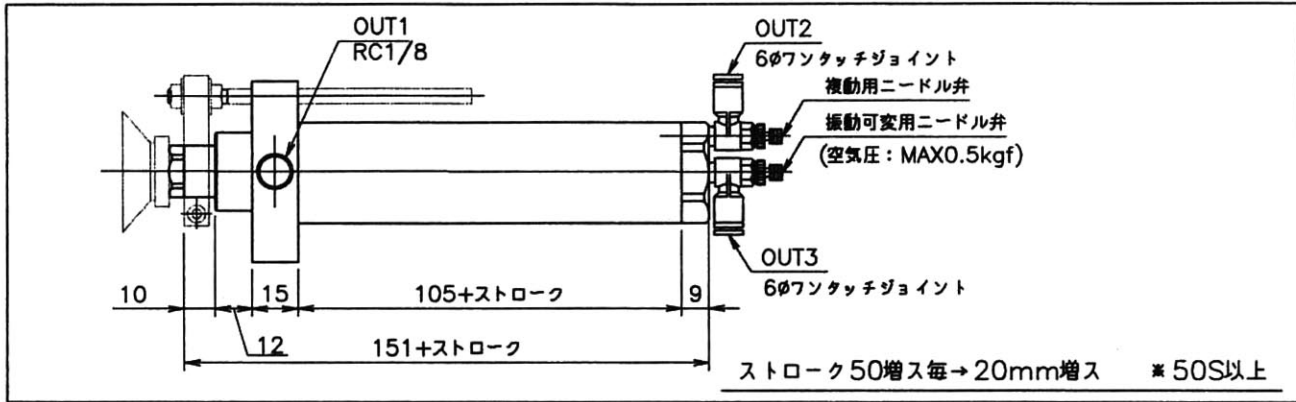 OUT1
RC1/8
OUT2
6φワンタッチジョイント
複動用ニードル弁
振動可変用ニードル弁
(空気圧：MAX0.5kgf)
OUT3
6φワンタッチジョイント
10
15
105+ストローク
9
12
151+ストローク
ストローク50増ス毎→20mm増ス ※50S以上